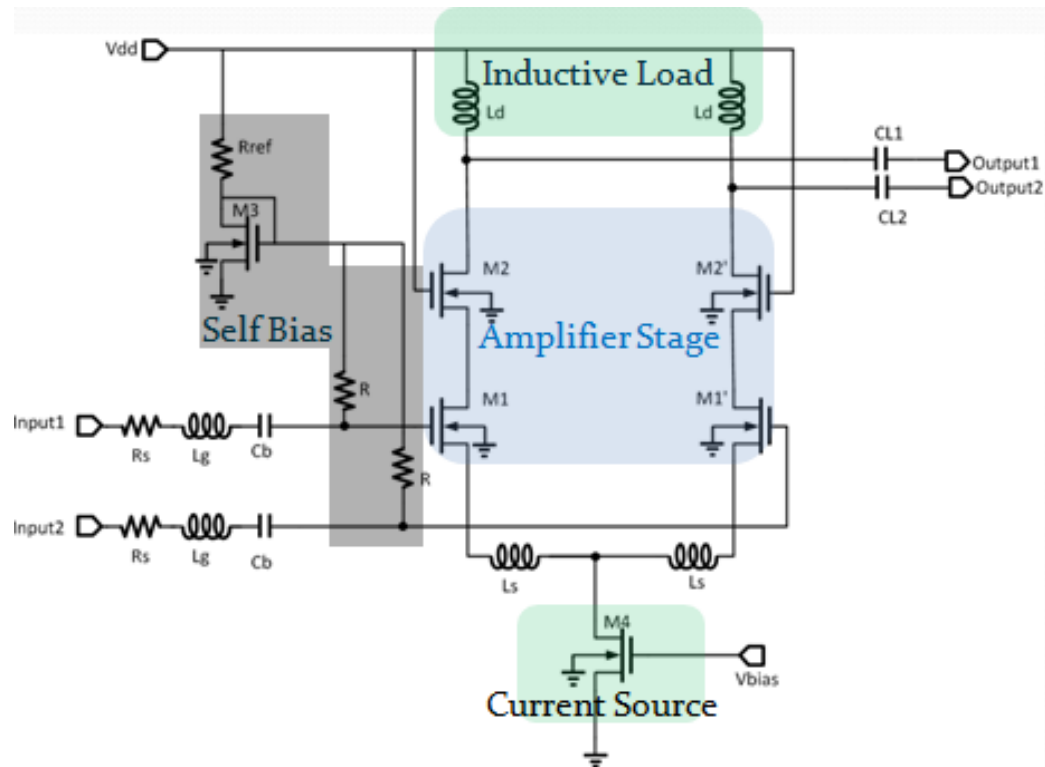 Vdd
Inductive Load
Ld
Ld
Rref
CL1
Output1
Output2
CL2
M3
M2
M2'
Self Bias
Amplifier Stage
R
M1
M1'
Input1
Rs
Lg
Cb
R
Input2
Rs
Lg
Cb
Ls
Ls
M4
Vbias
Current Source